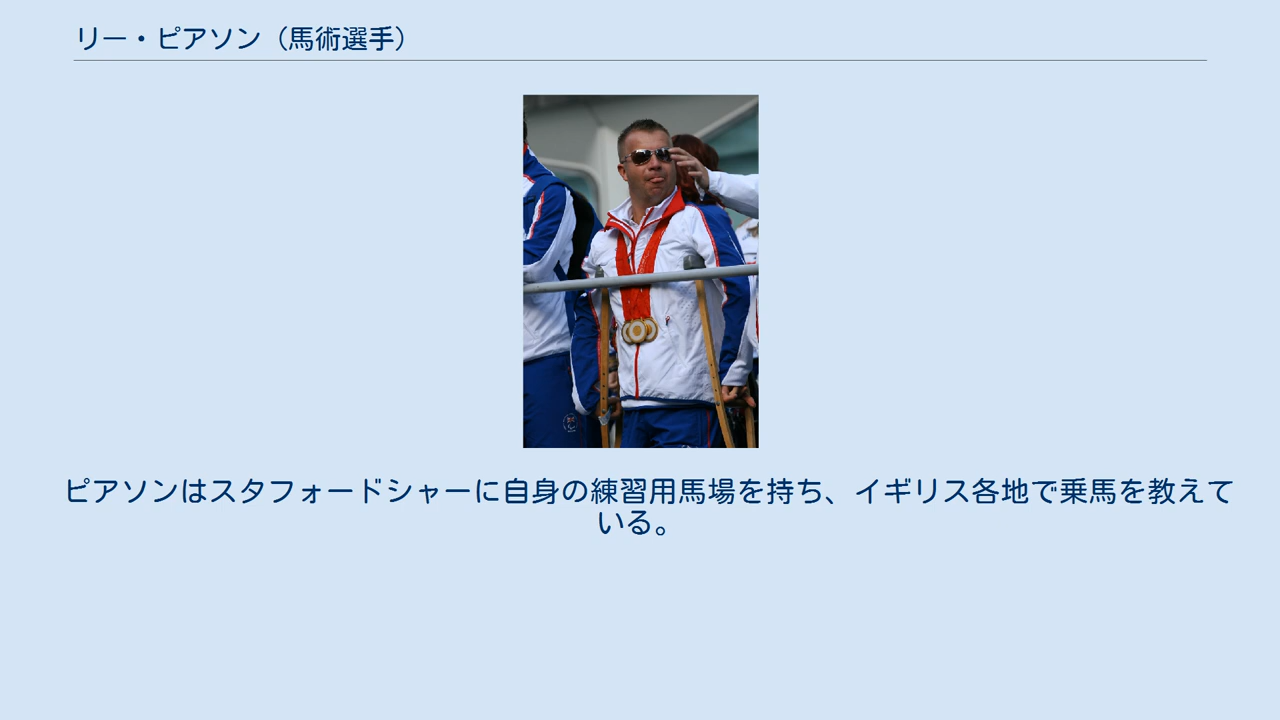 リー・ピアソン（馬術選手）
ピアソンはスタフォードシャーに自身の練習用馬場を持ち、イギリス各地で乗馬を教えて
いる。